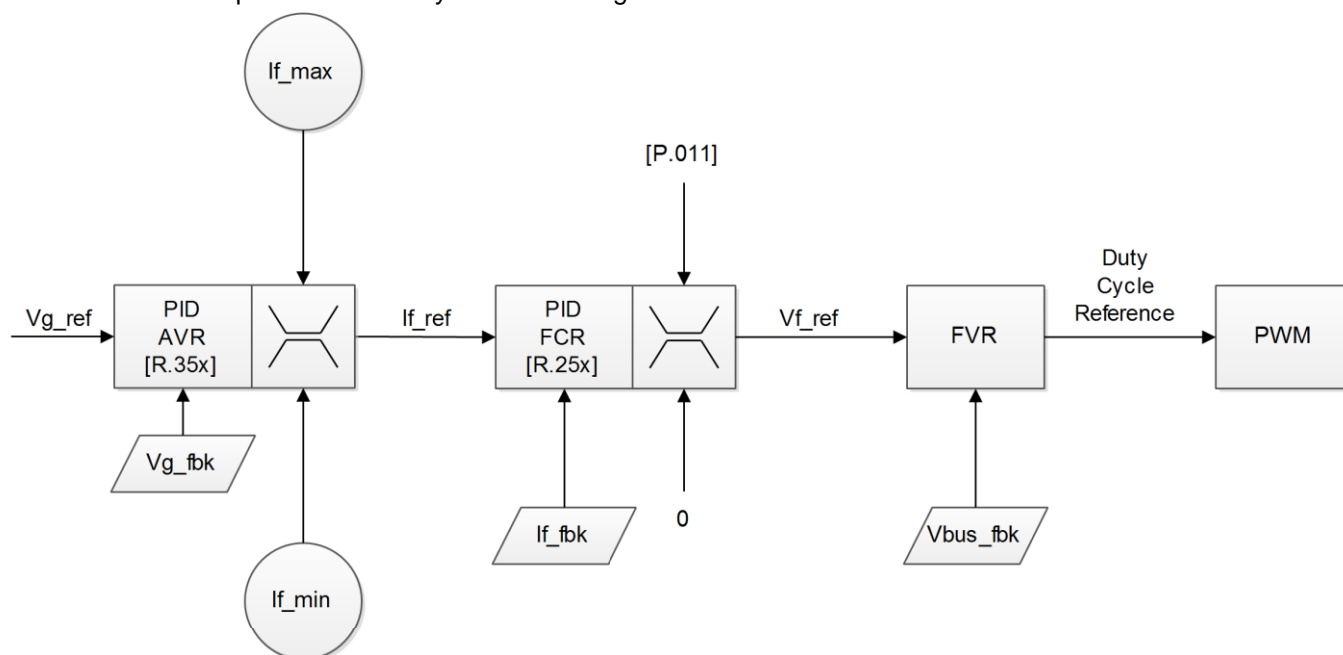 If_max
[P.011]
Vg_ref
PID
AVR
[R.35x]
If_ref
PID
FCR
[R.25x]
Vf_ref
FVR
Duty
Cycle
Reference
PWM
Vg_fbk
If_fbk
0
Vbus_fbk
If_min